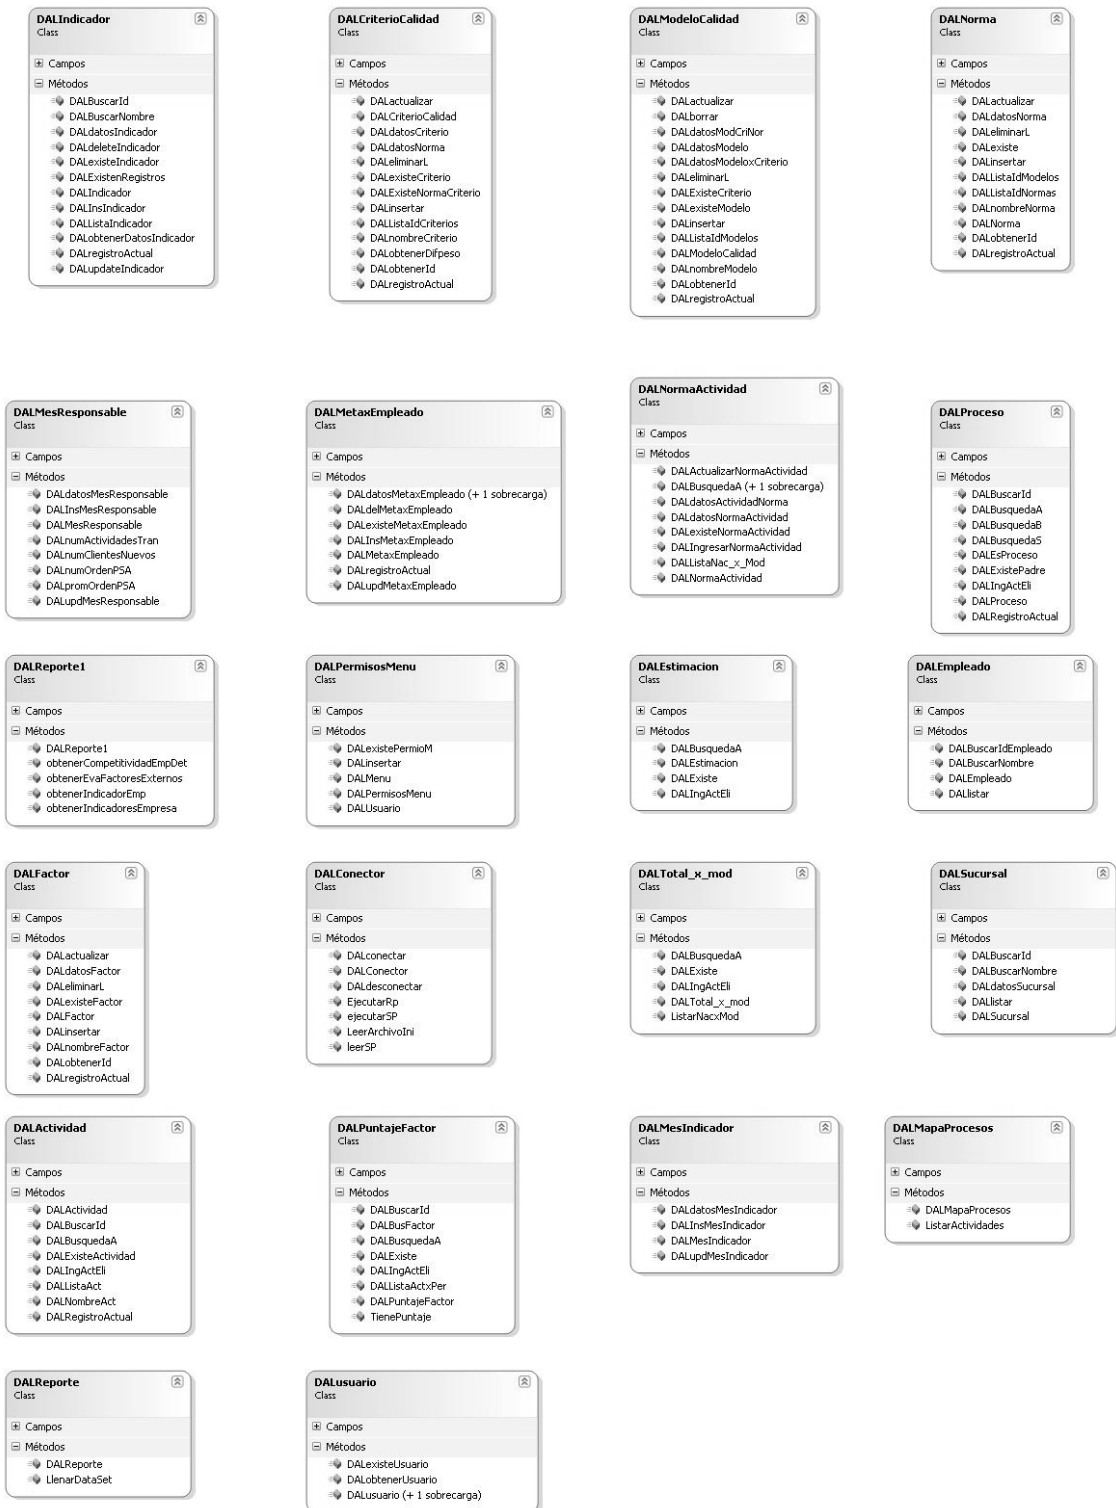 DALIndicador
Class
Campos
Métodos
DALBuscarId
DALBuscarNombre
DALdatosIndicador
DALdeleteIndicador
DALexisteIndicador
DALExistenRegistros
DALIndicador
DALInsIndicador
DALListaIndicador
DALobtenerDatosIndicador
DALregistroActual
DALupdateIndicador
DALCriterioCalidad
Class
Campos
Métodos
DALactualizar
DALCriterioCalidad
DALdatosCriterio
DALdatosNorma
DALeliminarL
DALexisteCriterio
DALExisteNormaCriterio
DALinsertar
DALListaIdCriterios
DALnombreCriterio
DALobtenerDifpeso
DALobtenerId
DALregistroActual
DALModeloCalidad
Class
Campos
Métodos
DALactualizar
DALborrar
DALdatosModCriNor
DALdatosModelo
DALdatosModeloxCriterio
DALeliminarL
DALExisteCriterio
DALexisteModelo
DALinsertar
DALListaIdModelos
DALModeloCalidad
DALnombreModelo
DALobtenerId
DALregistroActual
DALNorma
Class
Campos
Métodos
DALactualizar
DALdatosNorma
DALeliminarL
DALexiste
DALinsertar
DALListaIdModelos
DALListaIdNormas
DALnombreNorma
DALNorma
DALobtenerId
DALregistroActual
DALMesResponsable
Class
Campos
Métodos
DALdatosMesResponsable
DALInsMesResponsable
DALMesResponsable
DALnumActividadesTran
DALnumClientesNuevos
DALnumOrdenPSA
DALpromOrdenPSA
DALupdMesResponsable
DALMetaxEmpleado
Class
Campos
Métodos
DALdatosMetaxEmpleado (+ 1 sobrecarga)
DALdelMetaxEmpleado
DALexisteMetaxEmpleado
DALInsMetaxEmpleado
DALMetaxEmpleado
DALregistroActual
DALupdMetaxEmpleado
DALNormaActividad
Class
Campos
Métodos
DALActualizarNormaActividad
DALBusquedaA (+ 1 sobrecarga)
DALdatosActividadNorma
DALdatosNormaActividad
DALexisteNormaActividad
DALIngresarNormaActividad
DALListaNac_x_Mod
DALNormaActividad
DALProceso
Class
Campos
Métodos
DALBuscarId
DALBusquedaA
DALBusquedaB
DALBusquedaS
DALEsProceso
DALExistePadre
DALIngActEli
DALProceso
DALRegistroActual
DALReporte1
Class
Campos
Métodos
DALReporte1
obtenerCompetitividadEmpDet
obtenerEvaFactoresExternos
obtenerIndicadorEmp
obtenerIndicadoresEmpresa
DALPermisosMenu
Class
Campos
Métodos
DALexistePermioM
DALinsertar
DALMenu
DALPermisosMenu
DALUsuario
DALEstimacion
Class
Campos
Métodos
DALBusquedaA
DALEstimacion
DALExiste
DALIngActEli
DALEmpleado
Class
Campos
Métodos
DALBuscarIdEmpleado
DALBuscarNombre
DALEmpleado
DALlistar
DALFactor
Class
Campos
Métodos
DALactualizar
DALdatosFactor
DALeliminarL
DALexisteFactor
DALFactor
DALinsertar
DALnombreFactor
DALobtenerId
DALregistroActual
DALConector
Class
Campos
Métodos
DALconectar
DALConector
DALdesconectar
EjecutarRp
ejecutarSP
LeerArchivoIni
leerSP
DALTotal_x_mod
Class
Campos
Métodos
DALBusquedaA
DALExiste
DALIngActEli
DALTotal_x_mod
ListarNacxMod
DALSucursal
Class
Campos
Métodos
DALBuscarId
DALBuscarNombre
DALdatosSucursal
DALlistar
DALSucursal
DALActividad
Class
Campos
Métodos
DALActividad
DALBuscarId
DALBusquedaA
DALExisteActividad
DALIngActEli
DALListaAct
DALNombreAct
DALRegistroActual
DALPuntajeFactor
Class
Campos
Métodos
DALBuscarId
DALBusFactor
DALBusquedaA
DALExiste
DALIngActEli
DALListaActxPer
DALPuntajeFactor
TienePuntaje
DALMesIndicador
Class
Campos
Métodos
DALdatosMesIndicador
DALInsMesIndicador
DALMesIndicador
DALupdMesIndicador
DALMapaProcesos
Class
Campos
Métodos
DALMapaProcesos
ListarActividades
DALReporte
Class
Campos
Métodos
DALReporte
LlenarDataSet
DALusuario
Class
Campos
Métodos
DALexisteUsuario
DALobtenerUsuario
DALusuario (+ 1 sobrecarga)